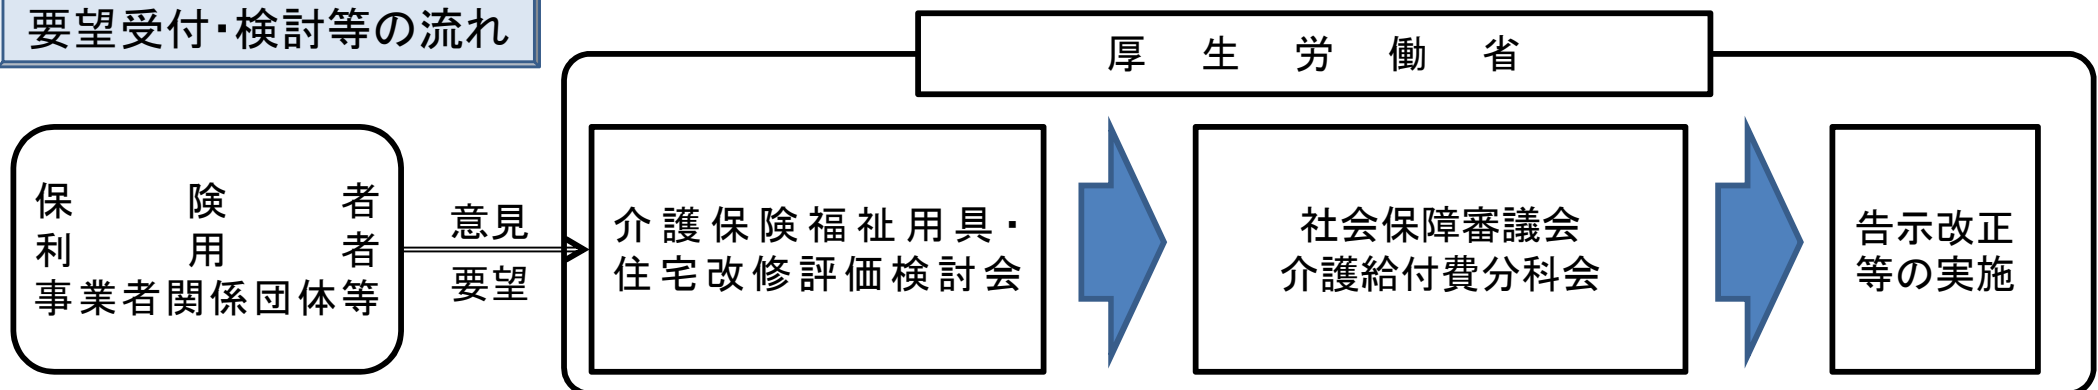 要望受付・検討等の流れ
厚生労働省
保険者
利用者
事業者関係団体等
意見
要望
介護保険福祉用具・
住宅改修評価検討会
社会保障審議会
介護給付費分科会
告示改正
等の実施